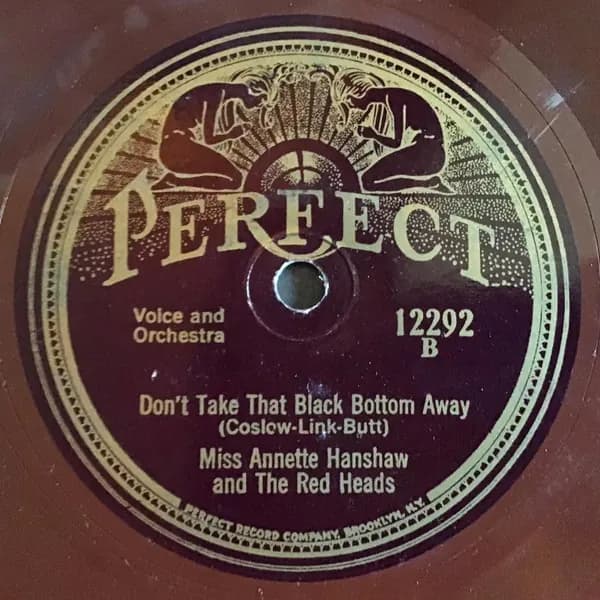 PERFECT
Voice and
Orchestra
12292
B
Don't Take That Black Bottom Away
(Coslow-Link-Butt)
Miss Annette Hanshaw
and The Red Heads
PERFECT RECORD COMPANY, BROOKLYN, N.Y.